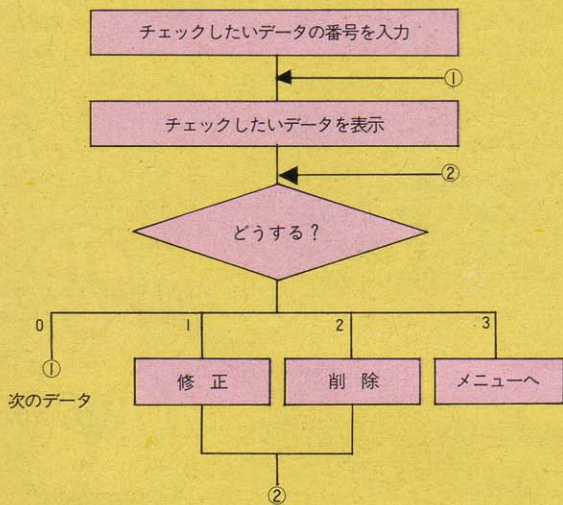 チェックしたいデータの番号を入力
①
チェックしたいデータを表示
②
どうする?
0 1 2 3
① 修 正 削 除 メニューへ
次のデータ
②